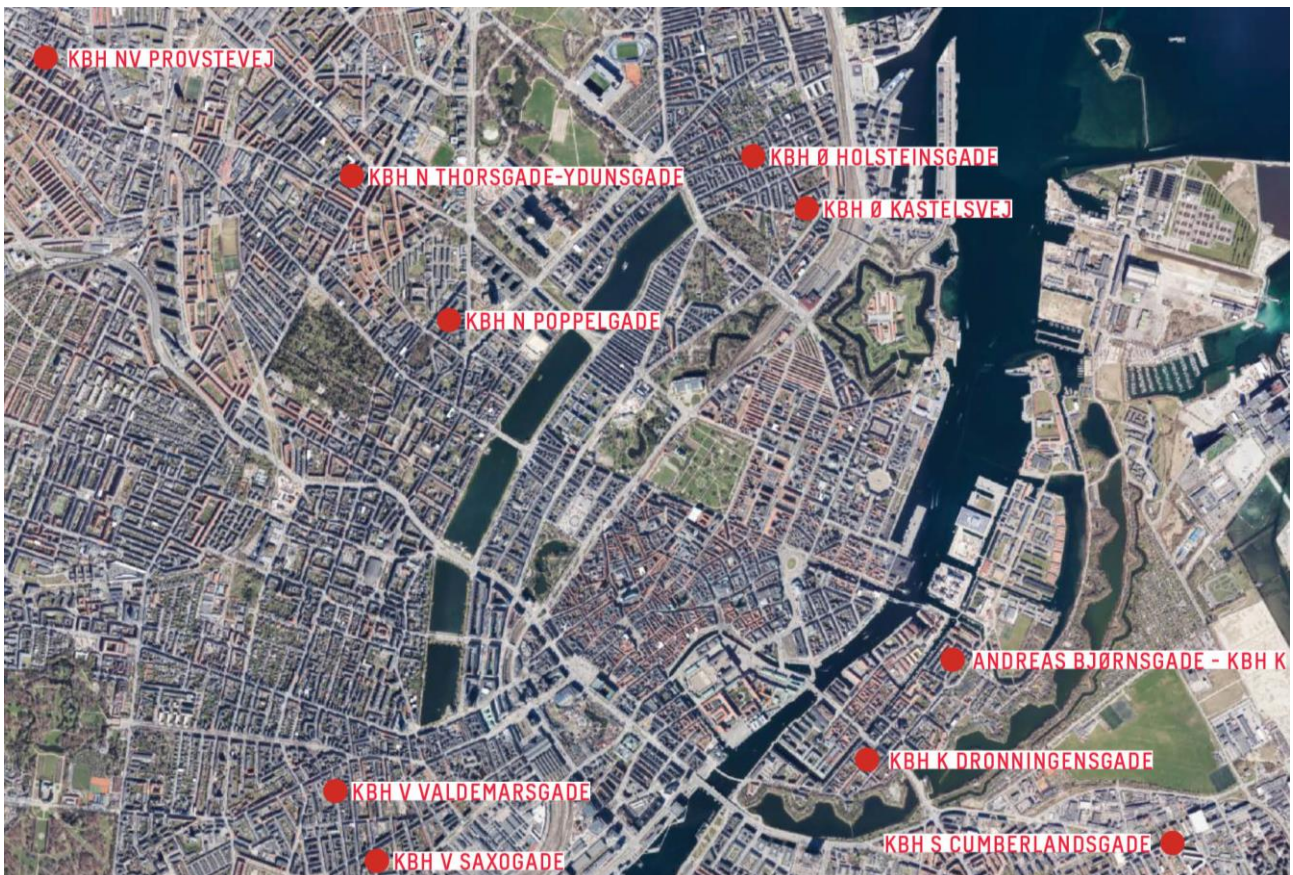 KBH NV PROVSTEVEJ
KBH Ø HOLSTEINSGADE
KBH N THORSGADE-YDUNSGADE
KBH Ø KASTELSVEJ
KBH N POPPELGADE
ANDREAS BJØRNSGADE - KBH K
KBH K DRONNINGENSGADE
KBH V VALDEMARSGADE
KBH S CUMBERLANDSGADE
KBH V SAXOGADE